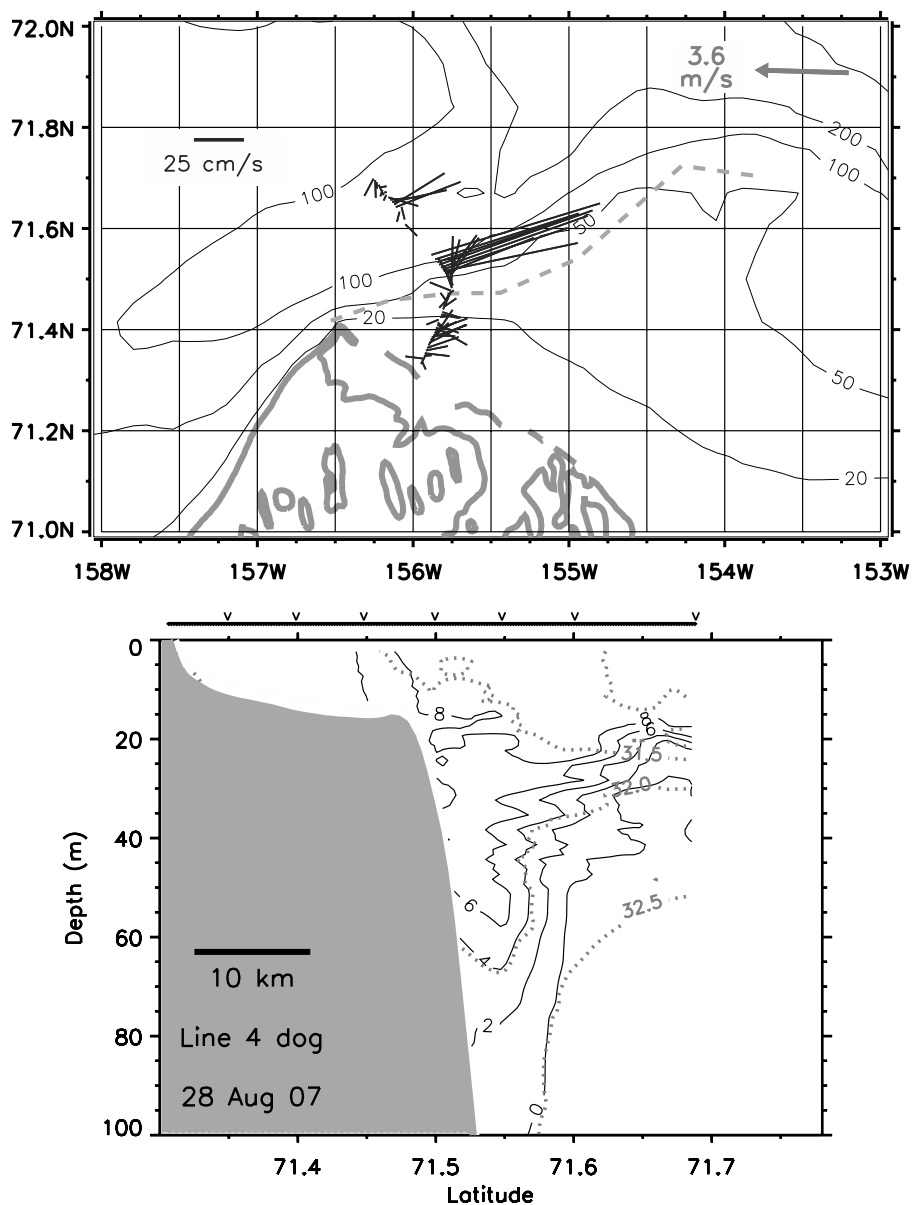 72.0N
3.6
m/s
200
71.8N
25 cm/s
100
100
71.6N
50
100
71.4N
20
50
71.2N
20
71.0N
158W 157W 156W 155W 154W 153W
v v v v v v v
0
8
8
6
20
31.5
32.0
40
6
32.5
60
4
10 km
2
80
Line 4 dog
28 Aug 07
0
100
71.4 71.5 71.6 71.7
Depth (m)
Latitude